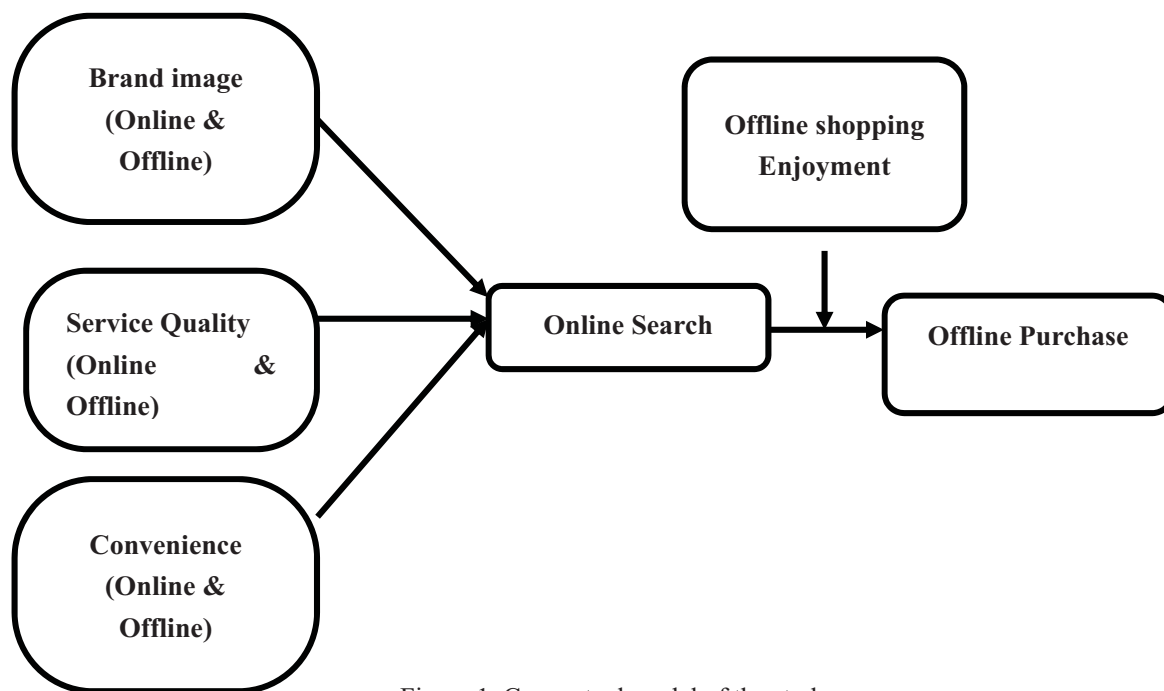 Brand image
(Online &
Offline)
Offline shopping
Enjoyment
Service Quality
(Online &
Offline)
Online Search
Offline Purchase
Convenience
(Online &
Offline)
Figure 1. Conceptual model of the study